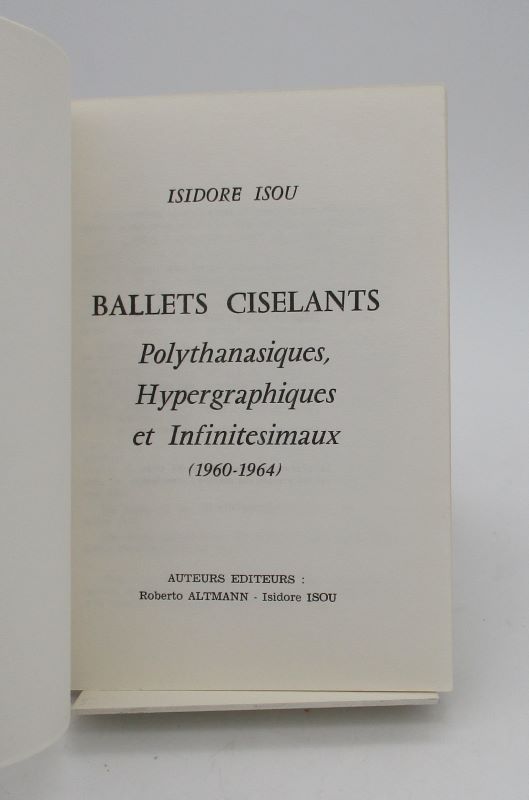 ISIDORE ISOU
BALLETS CISELANTS
Polythanasiques,
Hypergraphiques
et Infinitesimaux
(1960-1964)
AUTEURS EDITEURS :
Roberto ALTMANN - Isidore ISOU